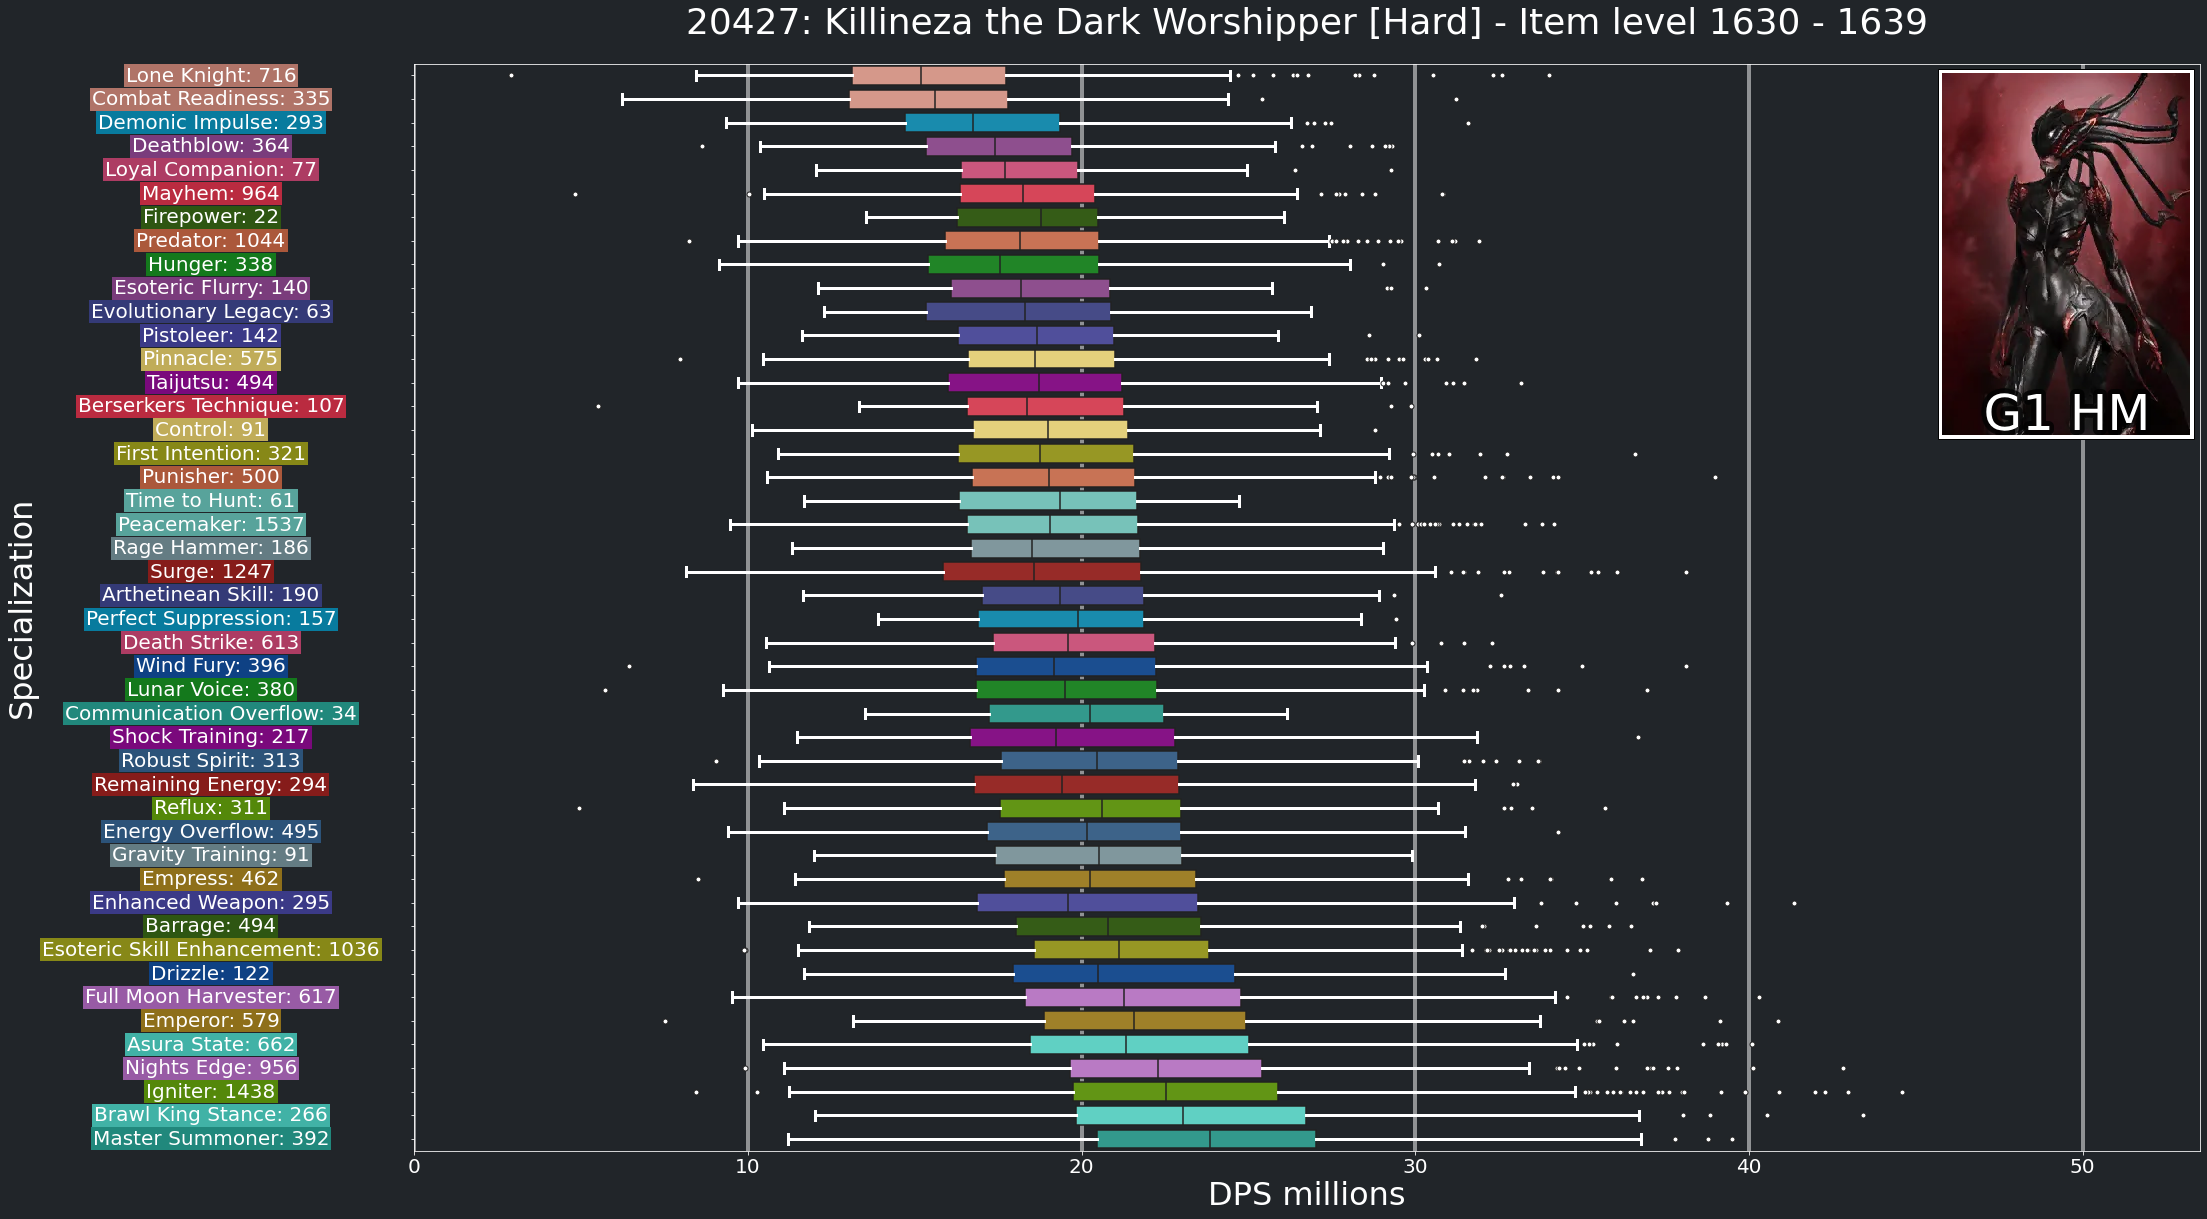 20427: Killineza the Dark Worshipper [Hard] - Item level 1630 - 1639
Lone Knight: 716
Combat Readiness: 335
Demonic Impulse: 293
Deathblow: 364
Loyal Companion: 77
Mayhem: 964
Firepower: 22
Predator: 1044
Hunger: 338
Esoteric Flurry: 140
Evolutionary Legacy: 63
Pistoleer: 142
Pinnacle: 575
Taijutsu: 494
Berserkers Technique: 107
Control: 91
First Intention: 321
Punisher: 500
Time to Hunt: 61
Peacemaker: 1537
Rage Hammer: 186
Surge: 1247
Arthetinean Skill: 190
Perfect Suppression: 157
Death Strike: 613
Wind Fury: 396
Lunar Voice: 380
Communication Overflow: 34
Shock Training: 217
Robust Spirit: 313
Remaining Energy: 294
Reflux: 311
Energy Overflow: 495
Gravity Training: 91
Empress: 462
Enhanced Weapon: 295
Barrage: 494
Esoteric Skill Enhancement: 1036
Drizzle: 122
Full Moon Harvester: 617
Emperor: 579
Asura State: 662
Nights Edge: 956
Igniter: 1438
Brawl King Stance: 266
Master Summoner: 392
Specialization
G1 HM
0 10 20 30 40 50
DPS millions